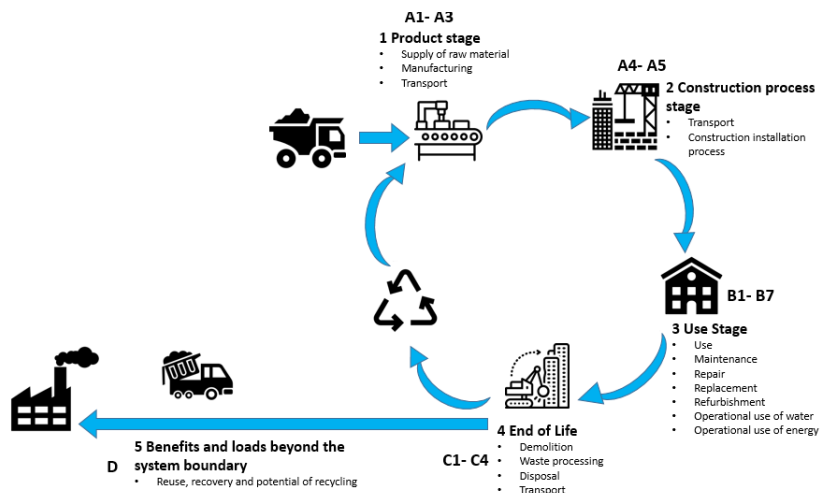 A1- A3
1 Product stage
• Supply of raw material
• Manufacturing
• Transport
A4- A5
2 Construction process
stage
• Transport
• Construction installation
process
B1- B7
3 Use Stage
• Use
• Maintenance
• Repair
• Replacement
• Refurbishment
• Operational use of water
• Operational use of energy
4 End of Life
C1- C4
• Demolition
• Waste processing
• Disposal
• Transport
5 Benefits and loads beyond the
D system boundary
• Reuse, recovery and potential of recycling